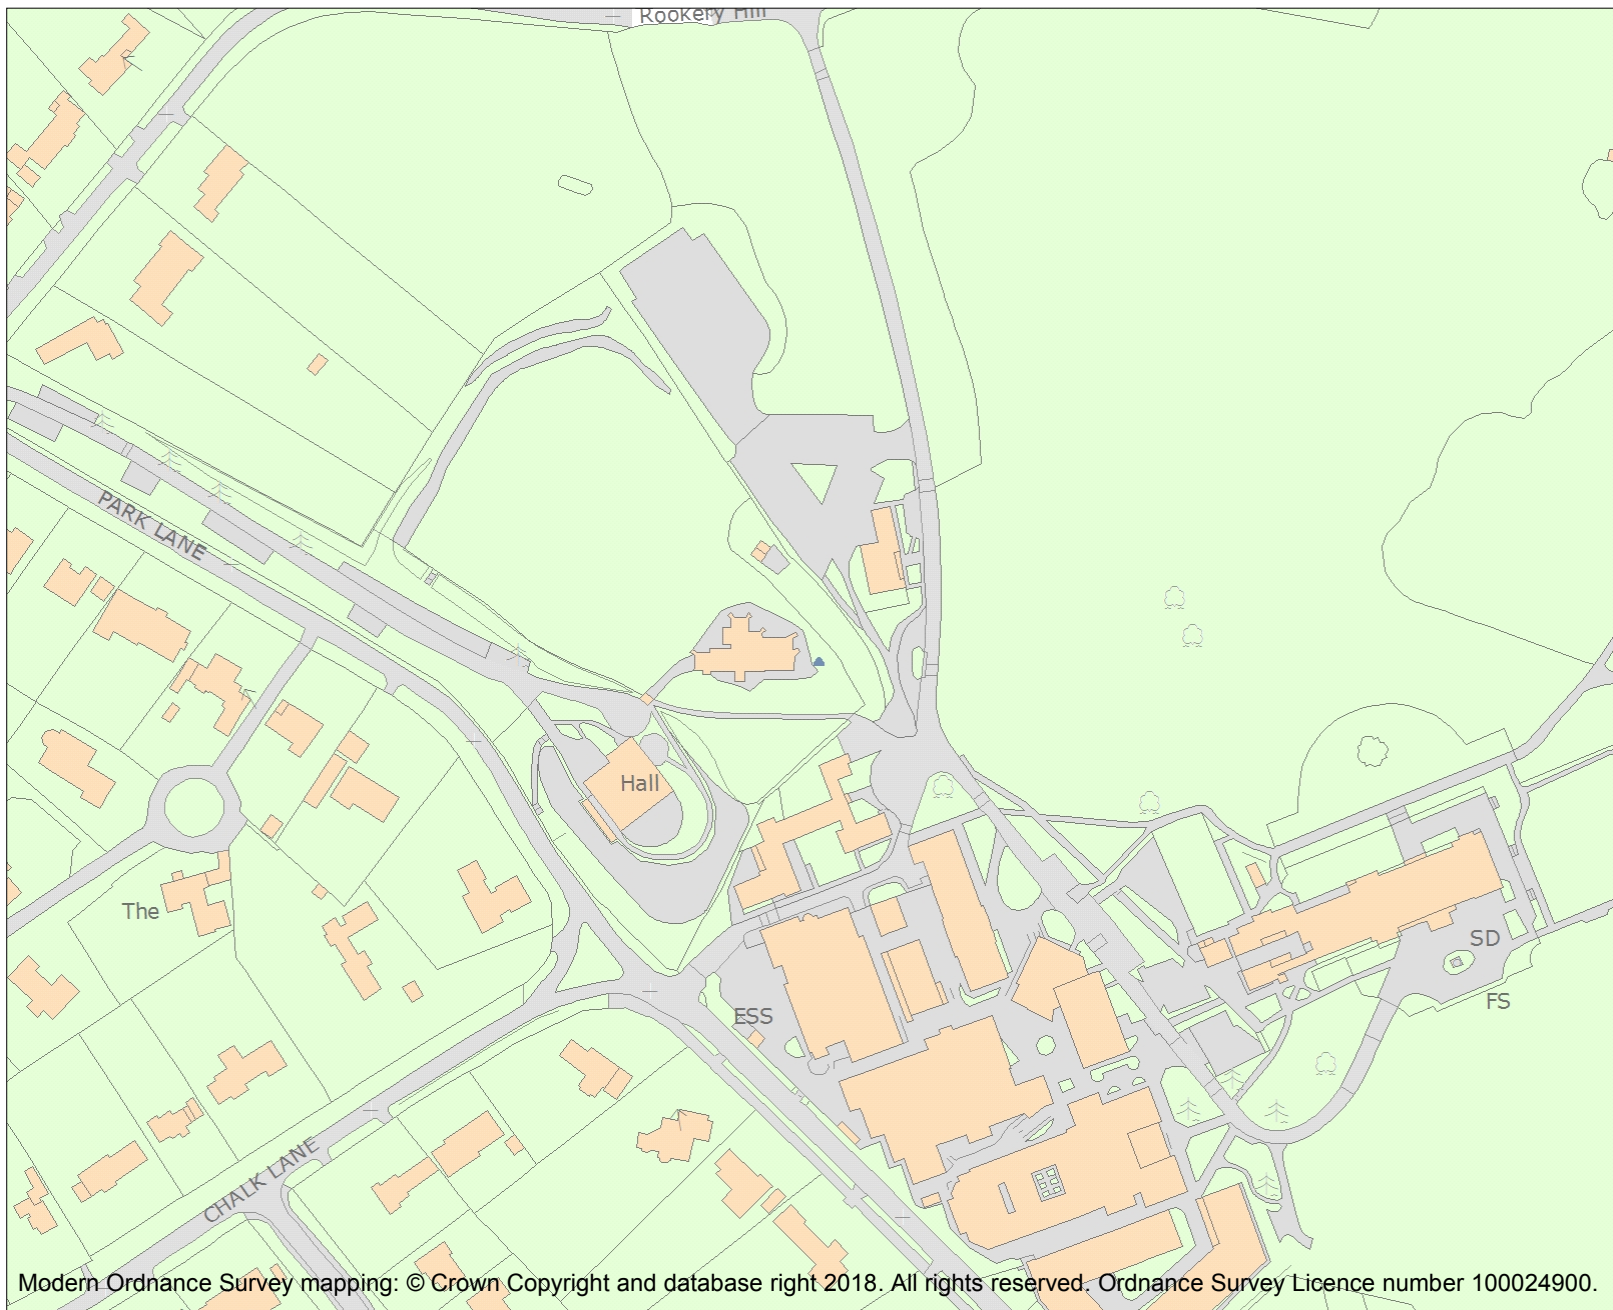 Rookery Hill
PARK LANE
Hall
The
SD
FS
ESS
CHALK LANE
Modern Ordnance Survey mapping: © Crown Copyright and database right 2018. All rights reserved. Ordnance Survey Licence number 100024900.